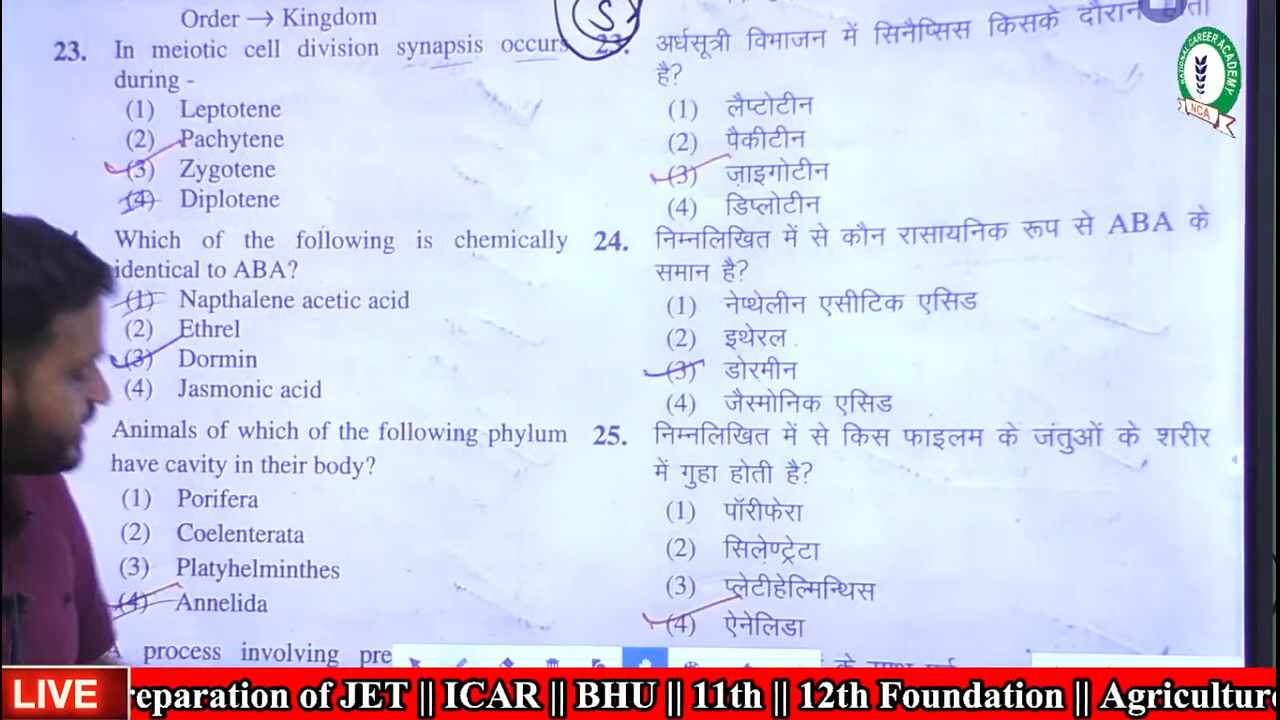 Order → Kingdom
23. In meiotic cell division synapsis occurs
during -
(1) Leptotene
(2) Pachytene
(3) Zygotene
(4) Diplotene
Which of the following is chemically
identical to ABA?
(1) Napthalene acetic acid
(2) Ethrel
(3) Dormin
(4) Jasmonic acid
Animals of which of the following phylum
have cavity in their body?
(1) Porifera
(2) Coelenterata
(3) Platyhelminthes
(4) Annelida
A process involving pre
23. अर्धसूत्री विभाजन में सिनैप्सिस किसके दौरान
है?
(1) लैप्टोटीन
(2) पैकीटीन
(3) ज़ाइगोटीन
(4) डिप्लोटीन
24. निम्नलिखित में से कौन रासायनिक रूप से ABA के
समान है?
(1) नेप्थेलीन एसीटिक एसिड
(2) इथेरल
(3) डोरमीन
(4) जैस्मोनिक एसिड
25. निम्नलिखित में से किस फाइलम के जंतुओं के शरीर
में गुहा होती है?
(1) पॉरीफेरा
(2) सिलेण्ट्रेटा
(3) प्लेटीहेल्मिन्थिस
(4) ऐनेलिडा
NATIONAL CAREER ACADEMY
NCA
LIVE reparation of JET || ICAR || BHU || 11th || 12th Foundation || Agriculture